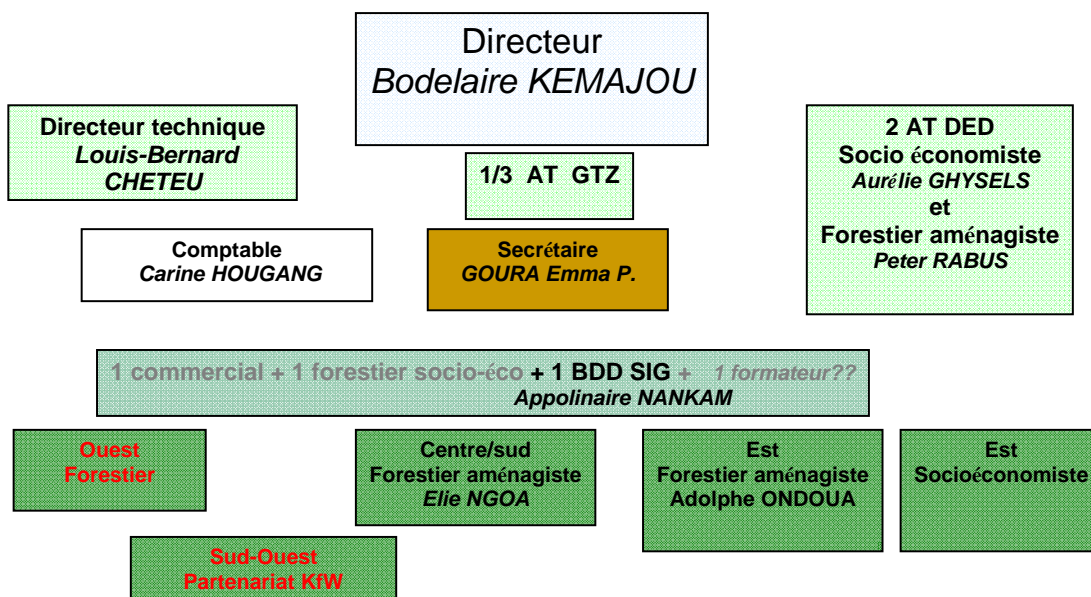 Directeur
Bodelaire KEMAJOU
Directeur technique
Louis-Bernard
CHETEU
1/3 AT GTZ
2 AT DED
Socio économiste
Aurélie GHYSELS
et
Forestier aménagiste
Peter RABUS
Comptable
Carine HOUGANG
Secrétaire
GOURA Emma P.
1 commercial + 1 forestier socio-éco + 1 BDD SIG + 1 formateur??
Appolinaire NANKAM
Ouest
Forestier
Centre/sud
Forestier aménagiste
Elie NGOA
Est
Forestier aménagiste
Adolphe ONDOUA
Est
Socioéconomiste
Sud-Ouest
Partenariat KfW